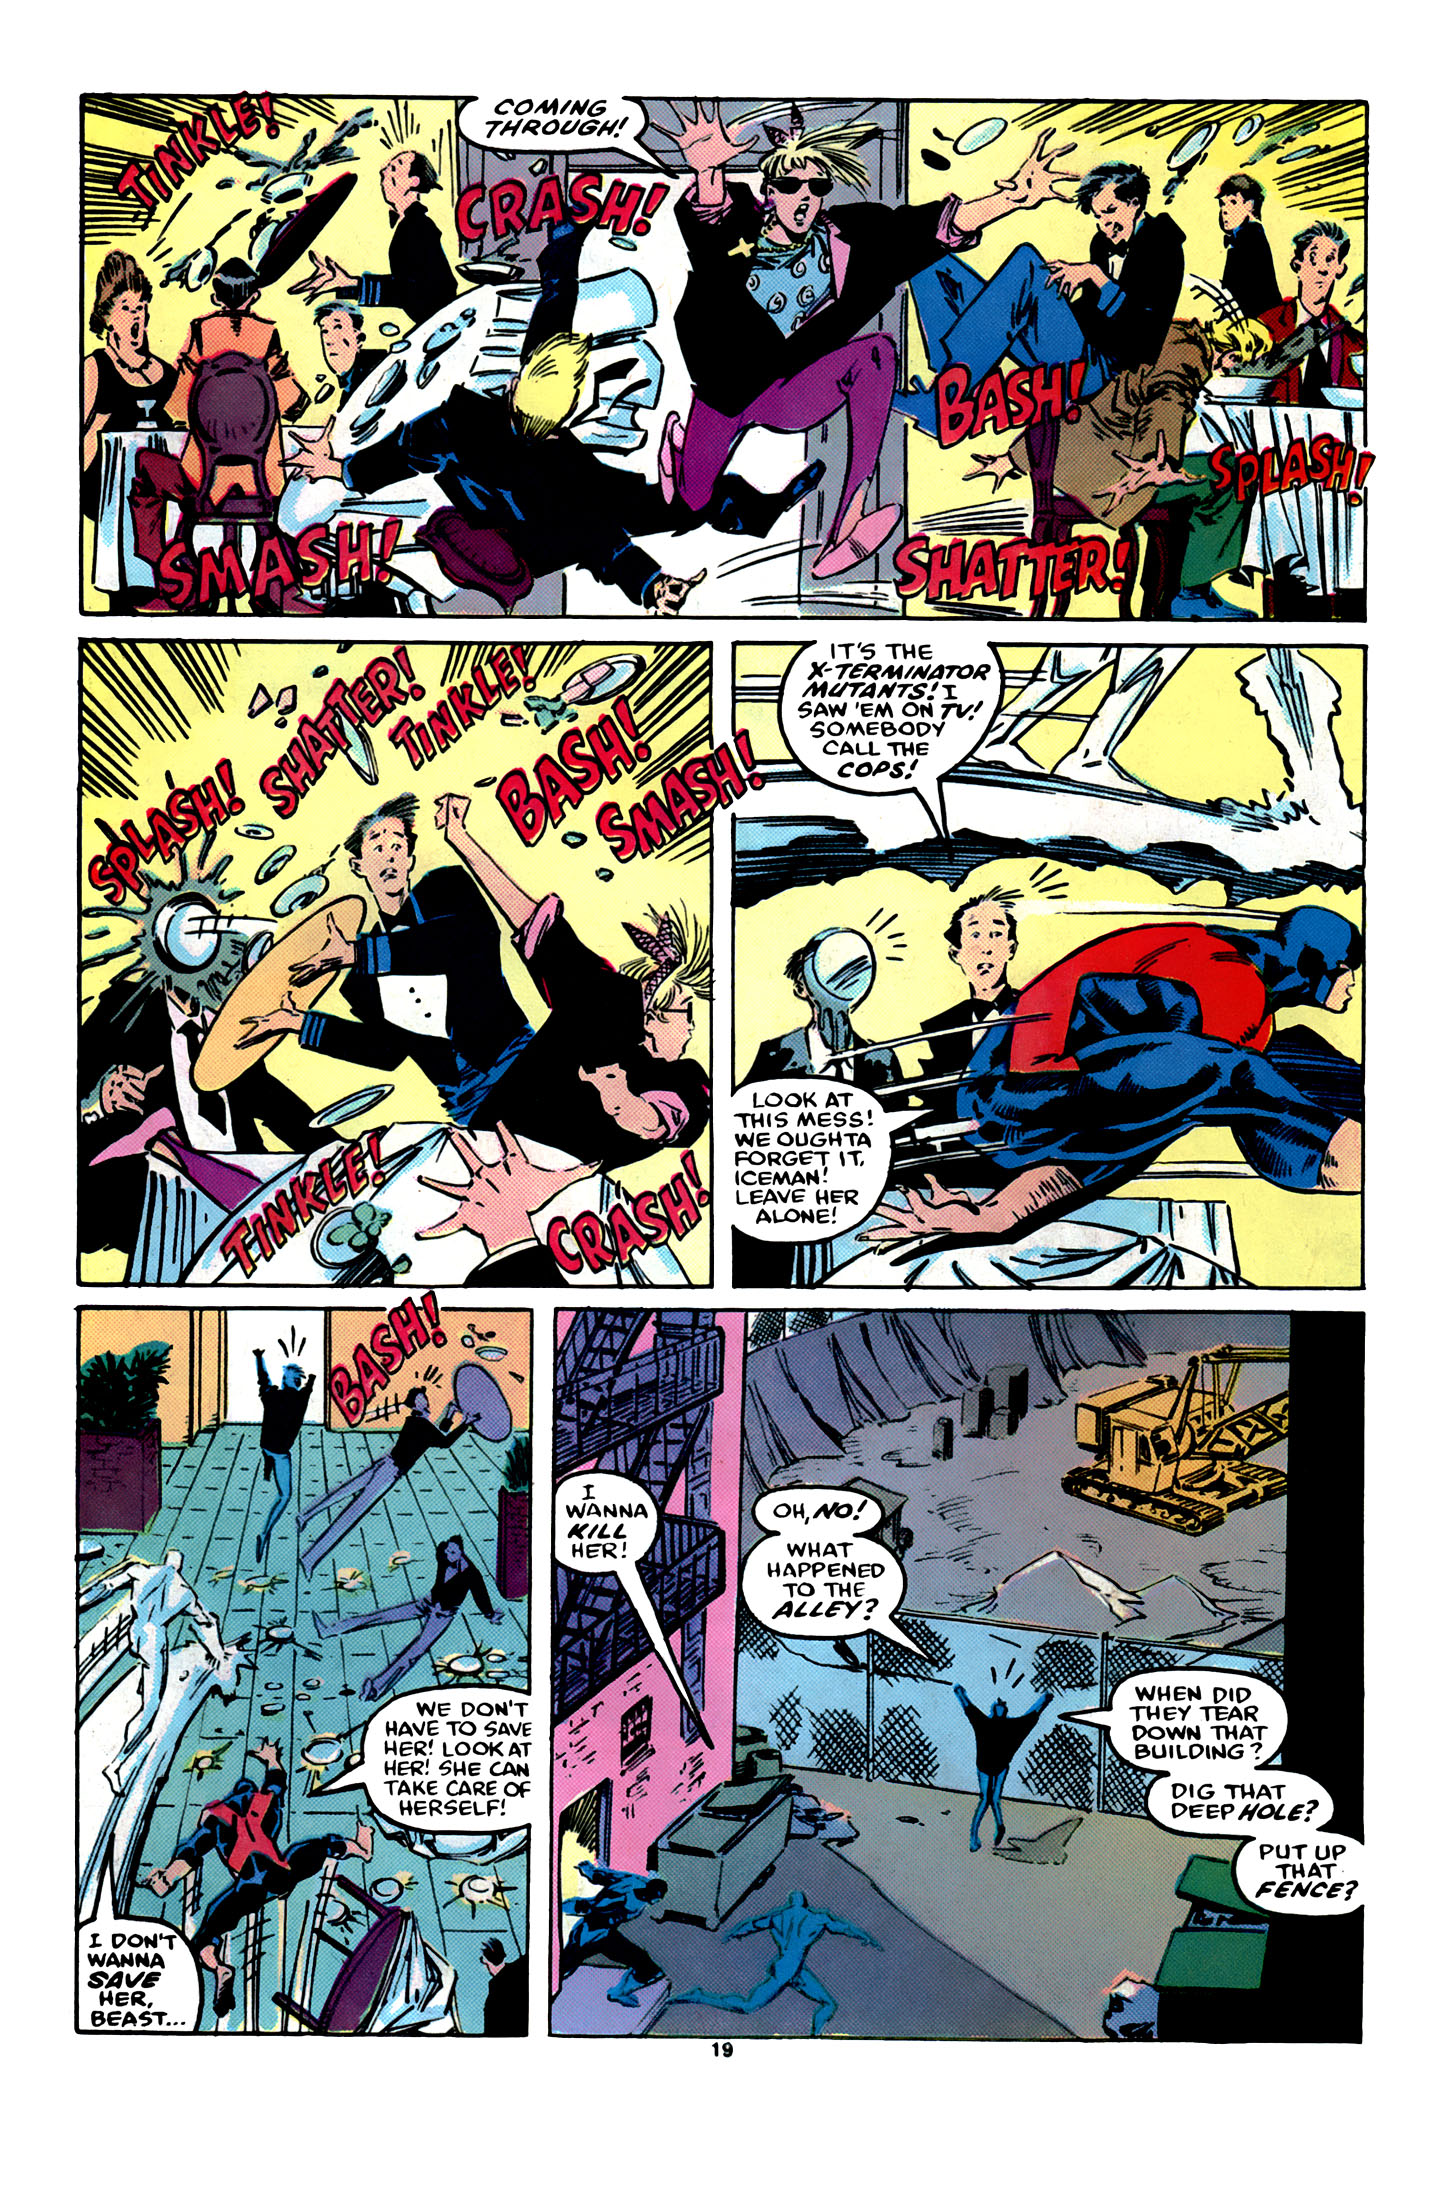 COMING
THROUGH!
TINKLE!
CRASH!
BASH!
SPLASH!
SMASH!
SHATTER!
SPLASH!
SHATTER!
TINKLE!
BASH!
SMASH!
TINKLE!
CRASH!
IT'S THE
X-TERMINATOR
MUTANTS! I
SAW 'EM ON TV!
SOMEBODY
CALL THE
COPS!
LOOK AT
THIS MESS!
WE OUGHTA
FORGET IT,
ICEMAN!
LEAVE HER
ALONE!
BASH!
WE DON'T
HAVE TO SAVE
HER! LOOK AT
HER! SHE CAN
TAKE CARE OF
HERSELF!
I DON'T
WANNA
SAVE
HER,
BEAST...
I
WANNA
KILL
HER!
OH, NO!
WHAT
HAPPENED
TO THE
ALLEY?
WHEN DID
THEY TEAR
DOWN THAT
BUILDING?
DIG THAT
DEEP HOLE?
PUT UP
THAT
FENCE?
19